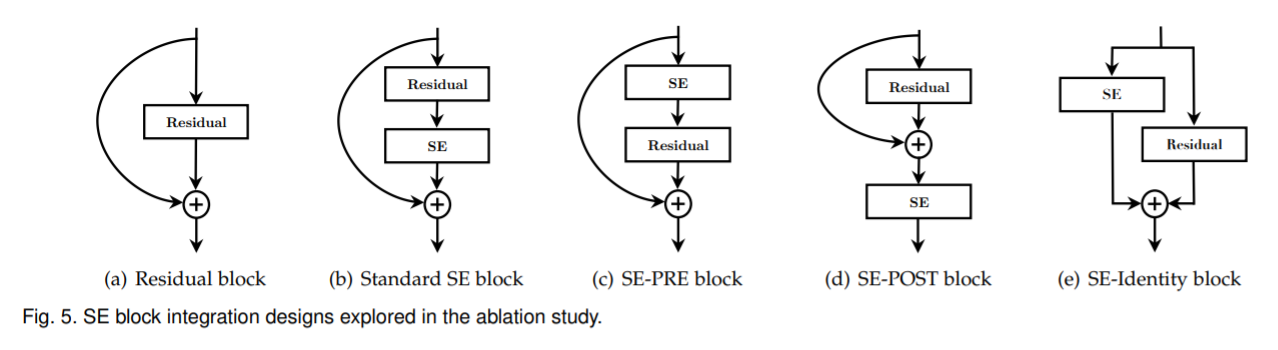 Residual
(a) Residual block
Residual
SE
(b) Standard SE block
SE
Residual
(c) SE-PRE block
Residual
SE
(d) SE-POST block
SE
Residual
(e) SE-Identity block
Fig. 5. SE block integration designs explored in the ablation study.